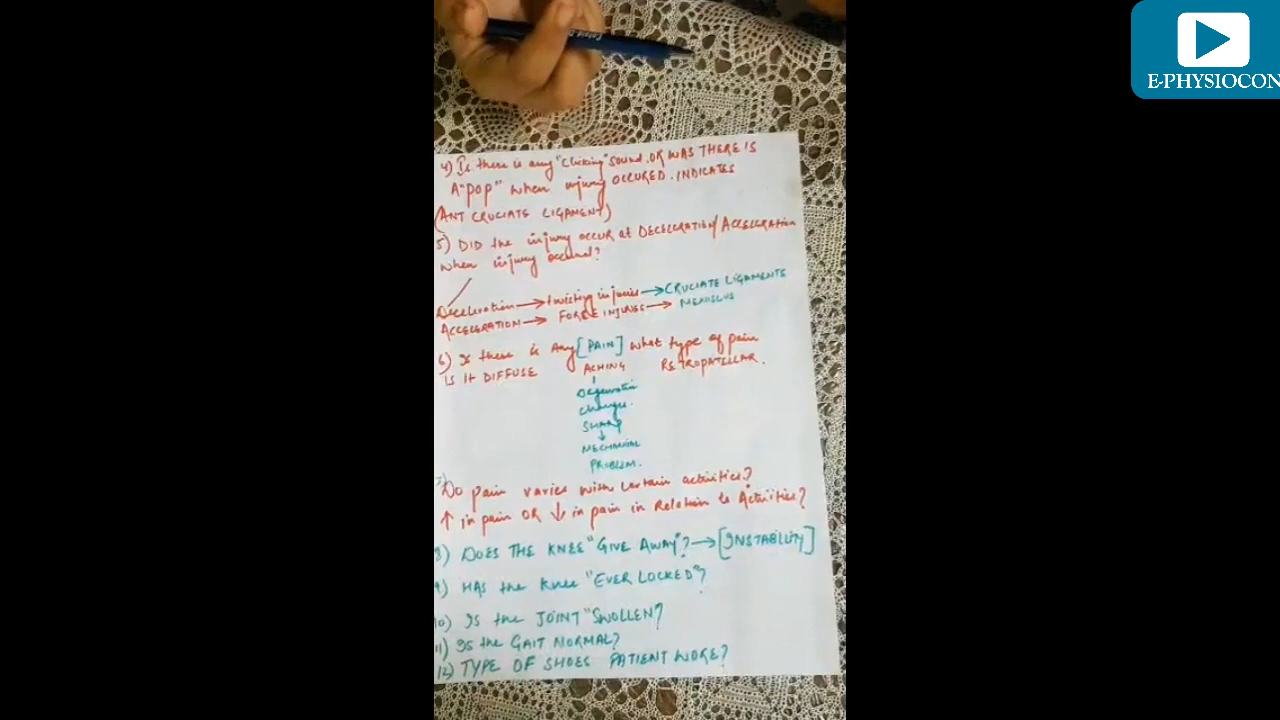 E-PHYSIOCON
4) Is there is any "Clicking" sound. OR WAS THERE IS
A "POP" when injury OCCURED. INDICATES
(ANT CRUCIATE LIGAMENT)
5) DID the injury OCCUR at DECELERATION/ACCELERATION
when injury occured?
Deceleration → twisting injuries → CRUCIATE LIGAMENTS
ACCELERATION → FORCE INJURIES → MENISCUS
6) Is there is Any [PAIN] What type of pain
IS It DIFFUSE ACHING RETROPATELLAR.
Degenerative
changes.
SHARP
↓
MECHANICAL
PROBLEM.
7) Do pain varies with certain activities?
↑ in pain OR ↓ in pain in Relation to Activities?
8) DOES THE KNEE "GIVE AWAY"? → [INSTABILITY]
9) HAS the Knee "EVER LOCKED"?
10) Is the JOINT "SWOLLEN?
11) Is the GAIT NORMAL?
12) TYPE OF SHOES PATIENT WORE?